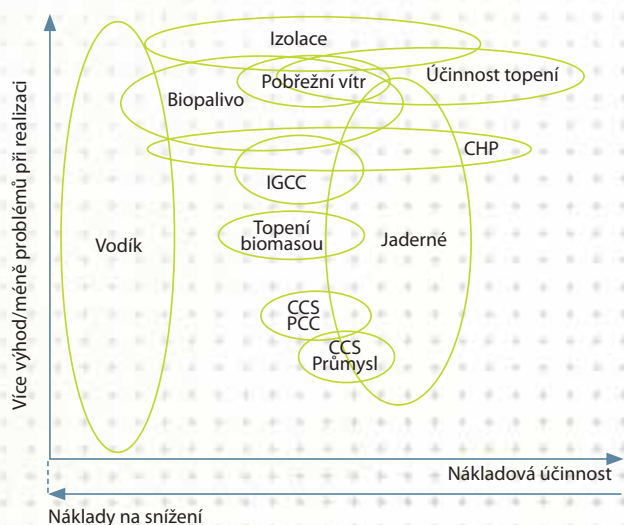 Více výhod/méně problémů při realizaci
Izolace
Účinnost topení
Pobřežní vítr
Biopalivo
CHP
IGCC
Topení
biomasou
Vodík
Jaderné
CCS
PCC
CCS
Průmysl
Nákladová účinnost
Náklady na snížení